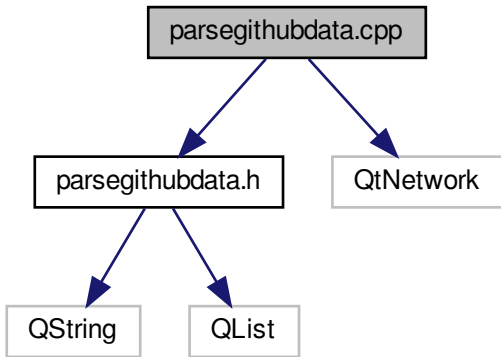 parsegithubdata.cpp
parsegithubdata.h
QtNetwork
QString
QList